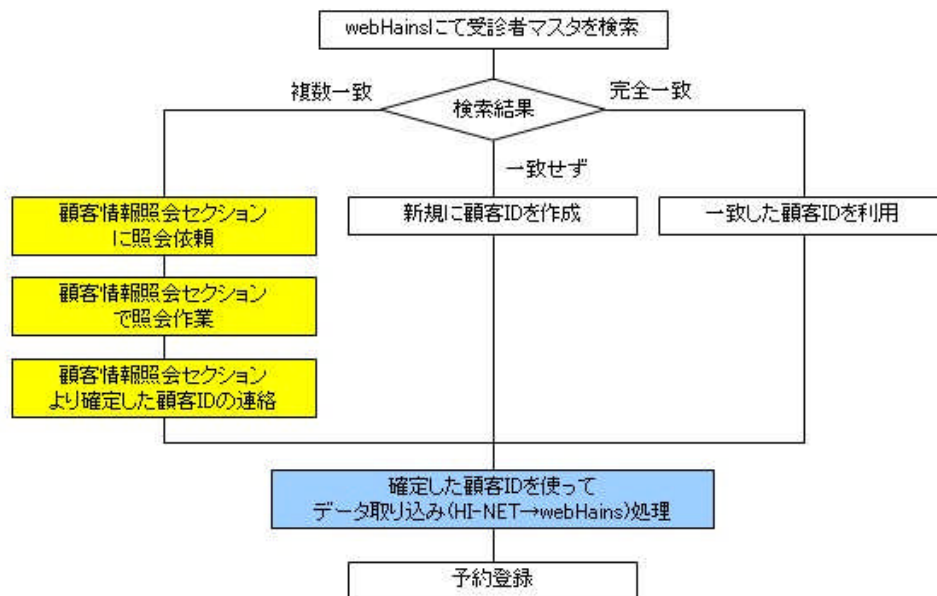 webHainsにて受診者マスタを検索
複数一致
検索結果
完全一致
一致せず
顧客情報照会セクション
に照会依頼
新規に顧客IDを作成
一致した顧客IDを利用
顧客情報照会セクション
で照会作業
顧客情報照会セクション
より確定した顧客IDの連絡
確定した顧客IDを使って
データ取り込み(HI-NET→webHains)処理
予約登録